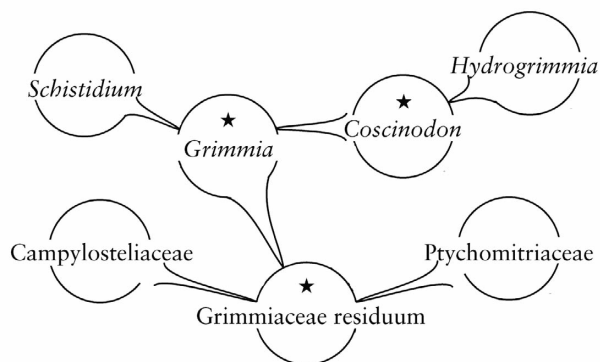 Hydrogrimmia
Schistidium
Coscinodon
Grimmia
Campylosteliaceae
Ptychomitriaceae
Grimmiaceae residuum